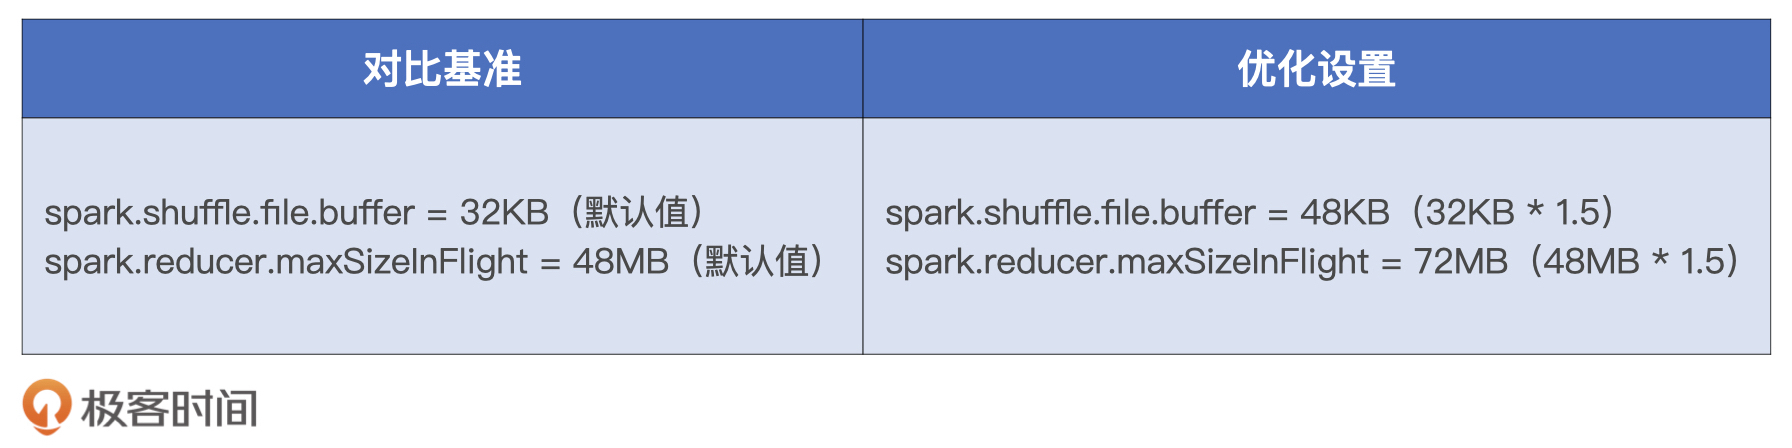 对比基准
优化设置
spark.shuffle.file.buffer = 32KB（默认值）
spark.reducer.maxSizeInFlight = 48MB（默认值）
spark.shuffle.file.buffer = 48KB（32KB * 1.5）
spark.reducer.maxSizeInFlight = 72MB（48MB * 1.5）
极客时间